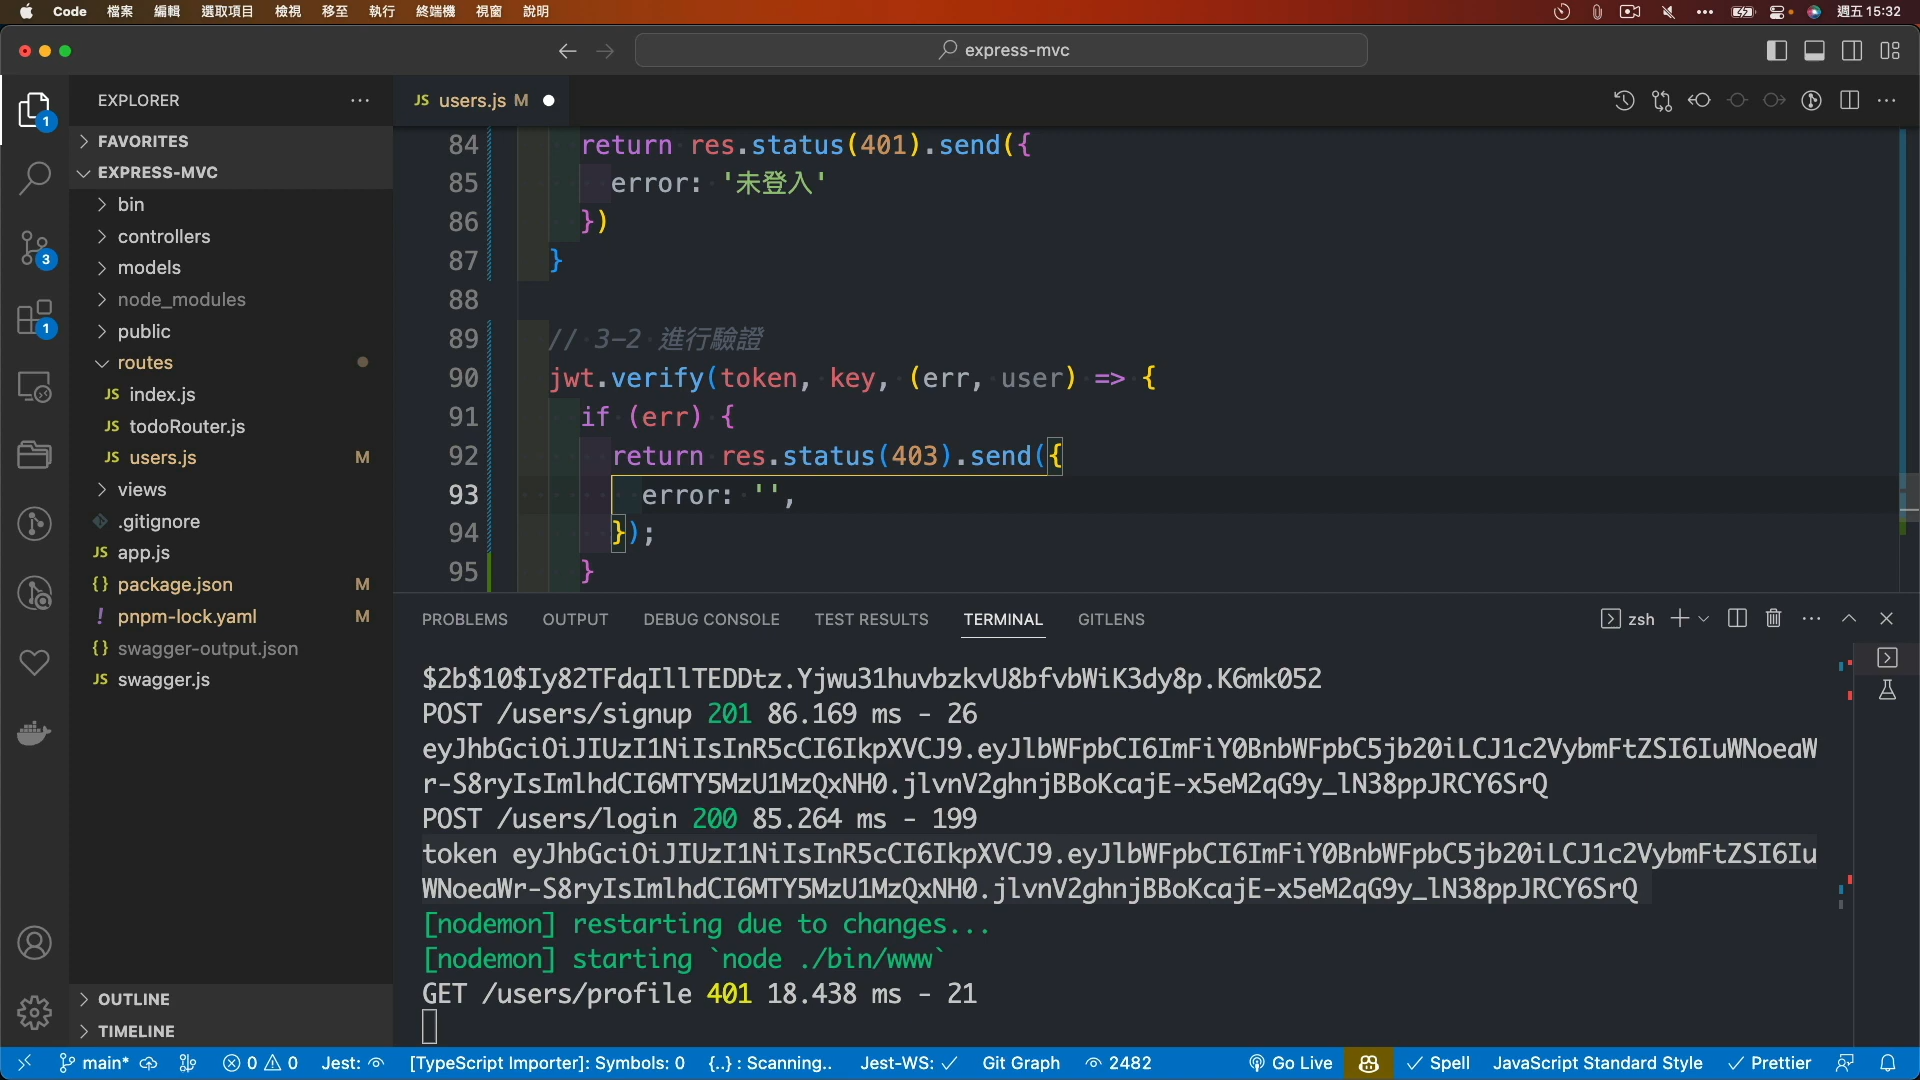 Code 檔案 編輯 選取項目 檢視 移至 執行 終端機 視窗 說明 週五 15:32
express-mvc
EXPLORER
users.js M
FAVORITES
EXPRESS-MVC
bin
controllers
models
node_modules
public
routes
JS index.js
JS todoRouter.js
JS users.js M
views
.gitignore
JS app.js
{} package.json M
! pnpm-lock.yaml M
{} swagger-output.json
JS swagger.js
OUTLINE
TIMELINE
1
3
1
84 return res.status(401).send({
85 error: '未登入'
86 })
87 }
88
89 // 3-2 進行驗證
90 jwt.verify(token, key, (err, user) => {
91 if (err) {
92 return res.status(403).send({
93 error: '',
94 });
95 }
PROBLEMS OUTPUT DEBUG CONSOLE TEST RESULTS TERMINAL GITLENS zsh
$2b$10$Iy82TFdqIllTEDDtz.Yjwu31huvbzkvU8bfvbWiK3dy8p.K6mk052
POST /users/signup 201 86.169 ms - 26
eyJhbGciOiJIUzI1NiIsInR5cCI6IkpXVCJ9.eyJlbWFpbCI6ImFiY0BnbWFpbC5jb20iLCJ1c2VybmFtZSI6IuWNoeaW
r-S8ryIsImlhdCI6MTY5MzU1MzQxNH0.jlvnV2ghnjBBoKcajE-x5eM2qG9y_lN38ppJRCY6SrQ
POST /users/login 200 85.264 ms - 199
token eyJhbGciOiJIUzI1NiIsInR5cCI6IkpXVCJ9.eyJlbWFpbCI6ImFiY0BnbWFpbC5jb20iLCJ1c2VybmFtZSI6Iu
WNoeaWr-S8ryIsImlhdCI6MTY5MzU1MzQxNH0.jlvnV2ghnjBBoKcajE-x5eM2qG9y_lN38ppJRCY6SrQ
[nodemon] restarting due to changes...
[nodemon] starting `node ./bin/www`
GET /users/profile 401 18.438 ms - 21
main* 0 0 Jest: [TypeScript Importer]: Symbols: 0 {..} : Scanning.. Jest-WS: ✓ Git Graph 2482 Go Live ✓ Spell JavaScript Standard Style ✓ Prettier